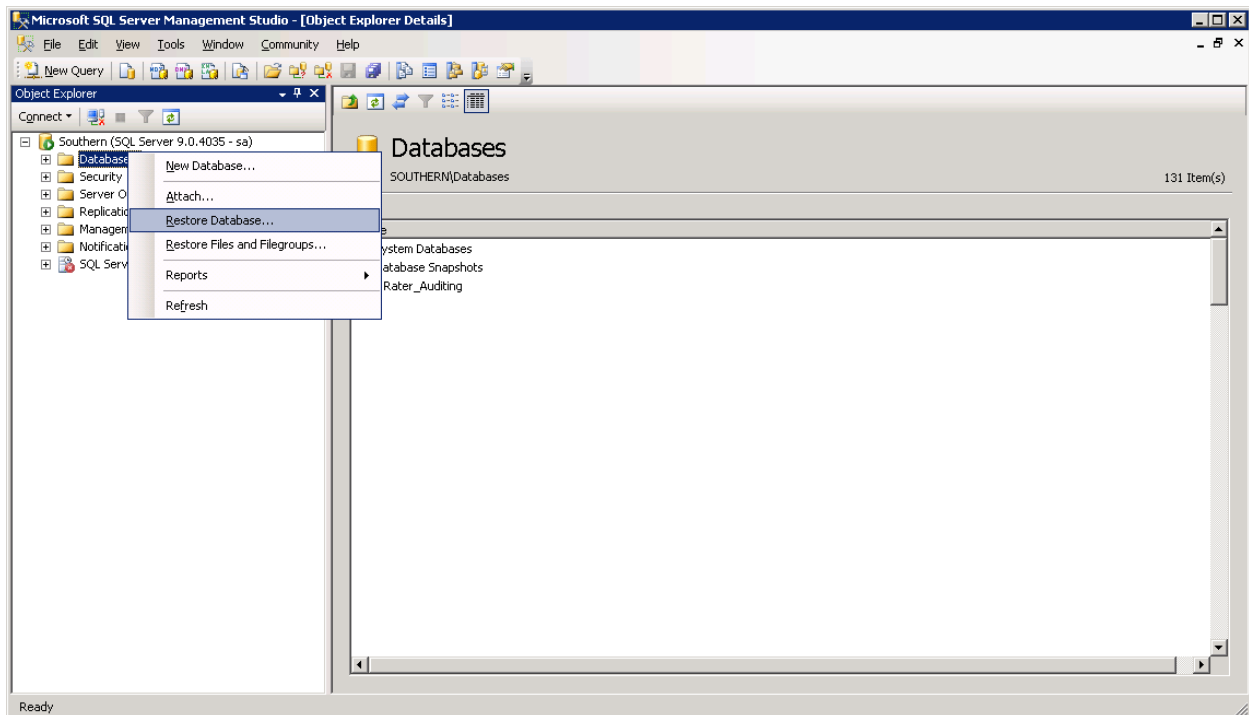 Microsoft SQL Server Management Studio - [Object Explorer Details]
File Edit View Tools Window Community Help
New Query
Object Explorer
Connect
Southern (SQL Server 9.0.4035 - sa)
Database
Security
Server O
Replicatio
Managem
Notificati
SQL Serv
New Database...
Attach...
Restore Database...
Restore Files and Filegroups...
Reports
Refresh
Databases
SOUTHERN\Databases 131 Item(s)
e
ystem Databases
atabase Snapshots
Rater_Auditing
Ready